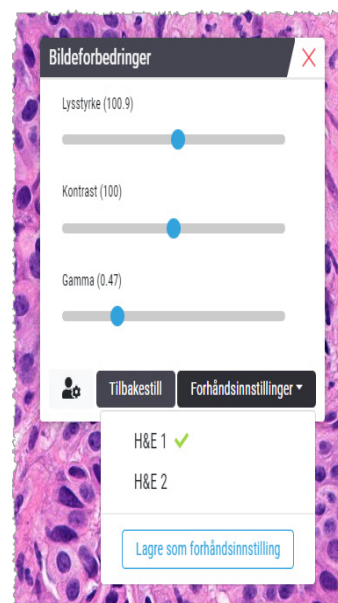 Bildeforbedringer
Lysstyrke (100.9)
Kontrast (100)
Gamma (0.47)
Tilbakestill Forhåndsinnstillinger
H&E 1
H&E 2
Lagre som forhåndsinnstilling